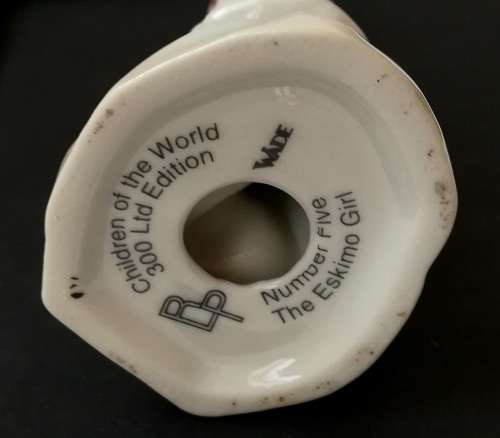 Children of the World
300 Ltd Edition
WADE
Number Five
The Eskimo Girl